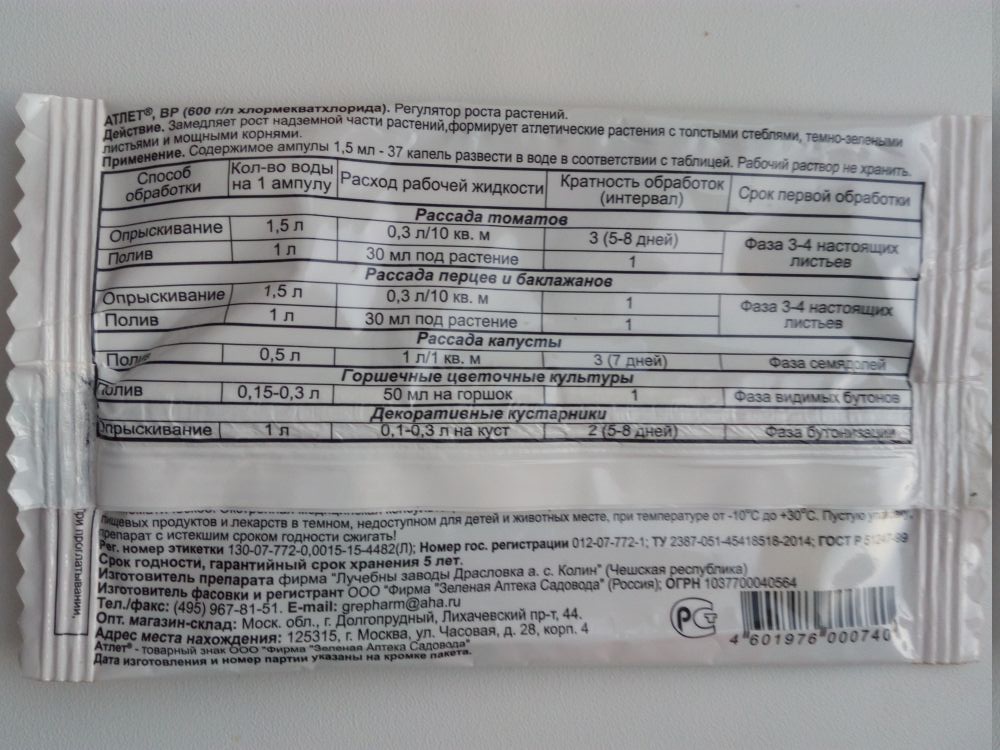 АТЛЕТ®, ВР (600 г/л хлормекватхлорида). Регулятор роста растений.
Действие. Замедляет рост надземной части растений,формирует атлетические растения с толстыми стеблями, темно-зелеными
листьями и мощными корнями.
Применение. Содержимое ампулы 1,5 мл - 37 капель развести в воде в соответствии с таблицей. Рабочий раствор не хранить.
Способ обработки Кол-во воды на 1 ампулу Расход рабочей жидкости Кратность обработок (интервал) Срок первой обработки
Рассада томатов
Опрыскивание 1,5 л 0,3 л/10 кв. м 3 (5-8 дней) Фаза 3-4 настоящих листьев
Полив 1 л 30 мл под растение 1
Рассада перцев и баклажанов
Опрыскивание 1,5 л 0,3 л/10 кв. м 1 Фаза 3-4 настоящих листьев
Полив 1 л 30 мл под растение 1
Рассада капусты
Полив 0,5 л 1 л/1 кв. м 3 (7 дней) Фаза семядолей
Горшечные цветочные культуры
Полив 0,15-0,3 л 50 мл на горшок 1 Фаза видимых бутонов
Декоративные кустарники
Опрыскивание 1 л 0,1-0,3 л на куст 2 (5-8 дней) Фаза бутонизации
пищевых продуктов и лекарств в темном, недоступном для детей и животных месте, при температуре от -10°С до +30°С. Пустую
препарат с истекшим сроком годности сжигать!
Рег. номер этикетки 130-07-772-0,0015-15-4482(Л); Номер гос. регистрации 012-07-772-1; ТУ 2387-051-45418518-2014; ГОСТ Р 51247-99
Срок годности, гарантийный срок хранения 5 лет.
Изготовитель препарата фирма "Лучебны заводы Драсловка а. с. Колин" (Чешская республика)
Изготовитель фасовки и регистрант ООО "Фирма "Зеленая Аптека Садовода" (Россия); ОГРН 1037700040564
Тел./факс: (495) 967-81-51. E-mail: grepharm@aha.ru
Опт. магазин-склад: Моск. обл., г. Долгопрудный, Лихачевский пр-т, 44.
Адрес места нахождения: 125315, г. Москва, ул. Часовая, д. 28, корп. 4
Атлет® - товарный знак ООО "Фирма "Зеленая Аптека Садовода"
Дата изготовления и номер партии указаны на кромке пакета.
при проглатывании,
РСТ
4 601976 000740